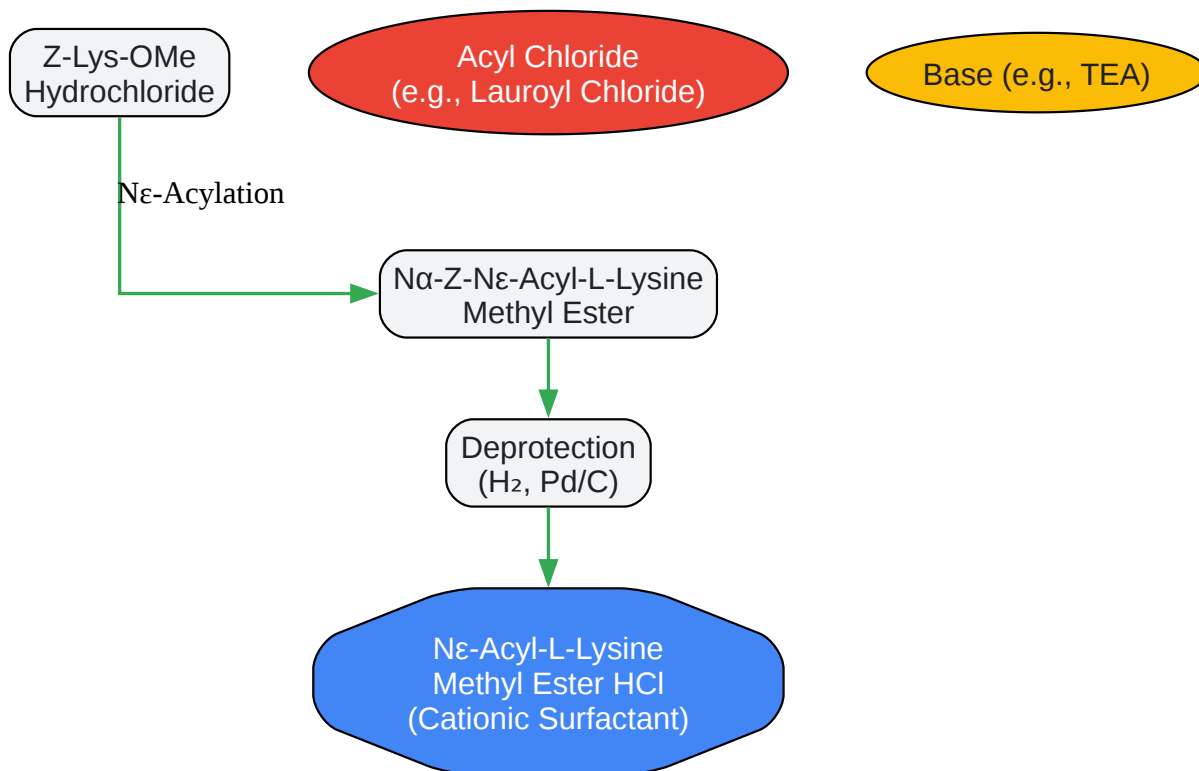 Z-Lys-OMe
Hydrochloride
Acyl Chloride
(e.g., Lauroyl Chloride)
Base (e.g., TEA)
Nε-Acylation
Nα-Z-Nε-Acyl-L-Lysine
Methyl Ester
Deprotection
(H₂, Pd/C)
Nε-Acyl-L-Lysine
Methyl Ester HCl
(Cationic Surfactant)